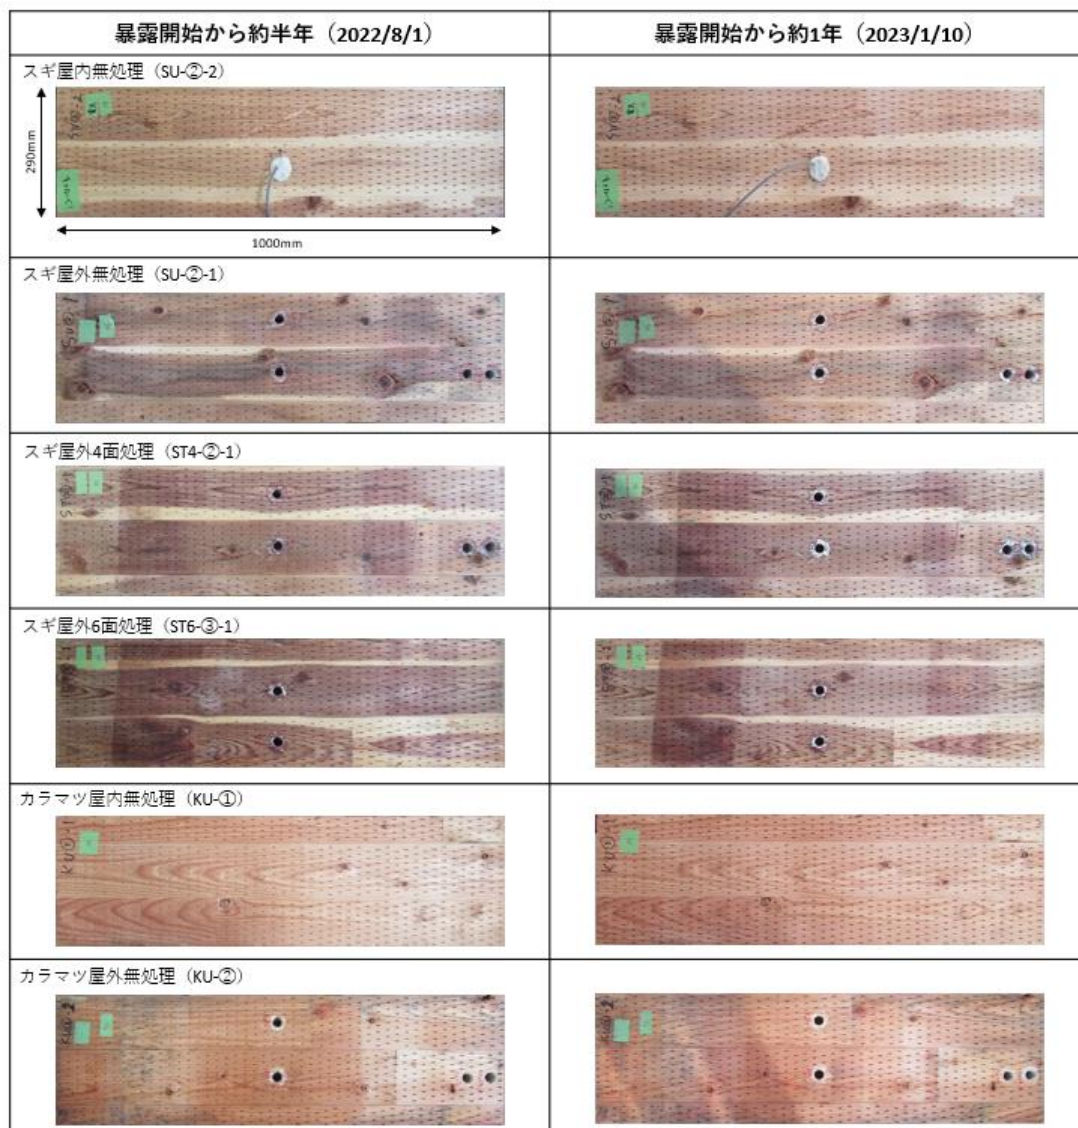 暴露開始から約半年（2022/8/1）
暴露開始から約1年（2023/1/10）
スギ屋内無処理（SU-②-2）
290mm
1000mm
スギ屋外無処理（SU-②-1）
スギ屋外4面処理（ST4-②-1）
スギ屋外6面処理（ST6-③-1）
カラマツ屋内無処理（KU-①）
カラマツ屋外無処理（KU-②）